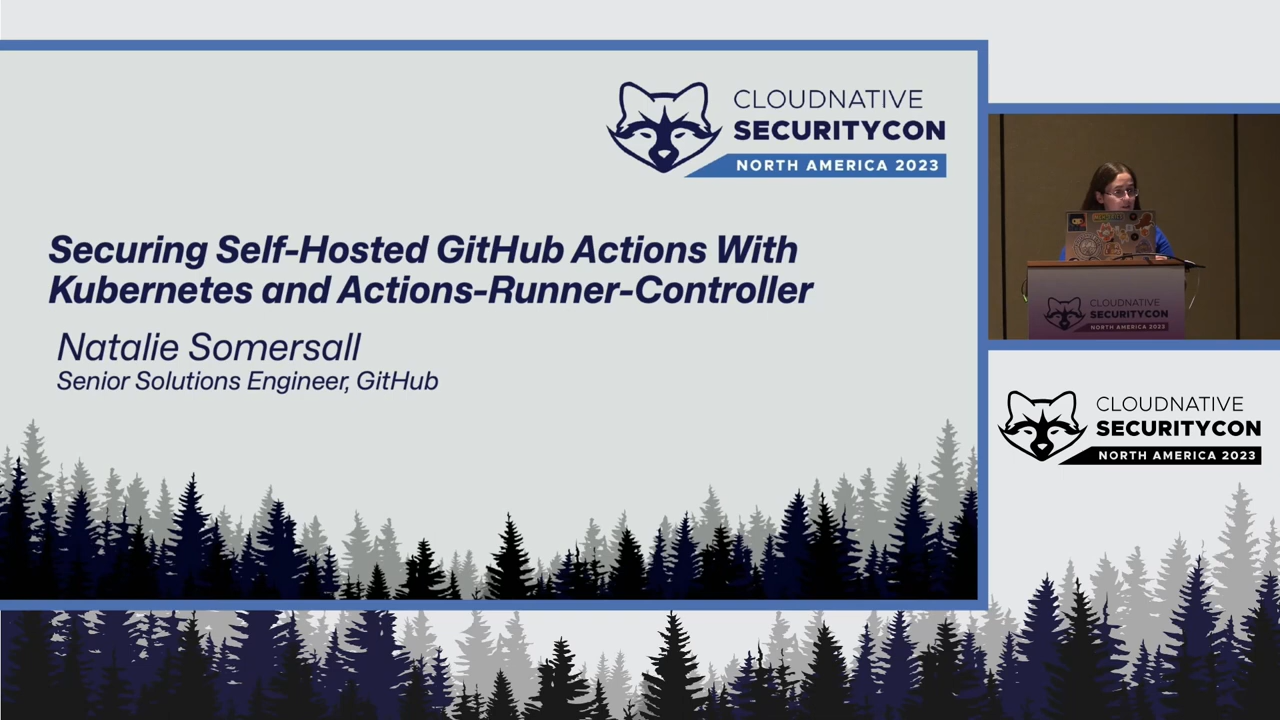 CLOUDNATIVE
SECURITYCON
NORTH AMERICA 2023
Securing Self-Hosted GitHub Actions With
Kubernetes and Actions-Runner-Controller
Natalie Somersall
Senior Solutions Engineer, GitHub
CLOUDNATIVE
SECURITYCON
NORTH AMERICA 2023
CLOUDNATIVE
SECURITYCON
NORTH AMERICA 2023